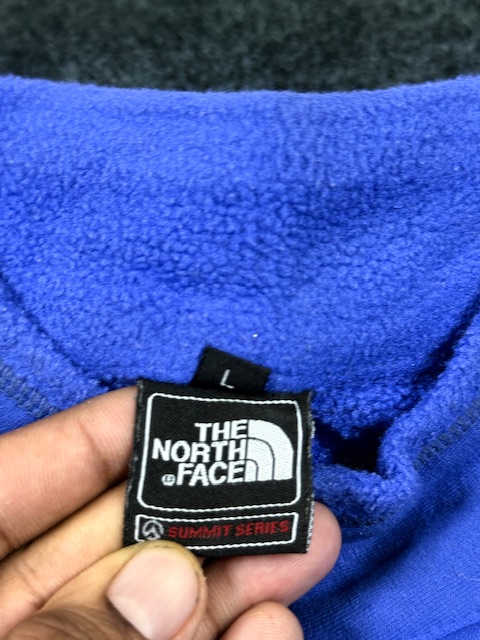 L
THE
NORTH
FACE
SUMMIT SERIES